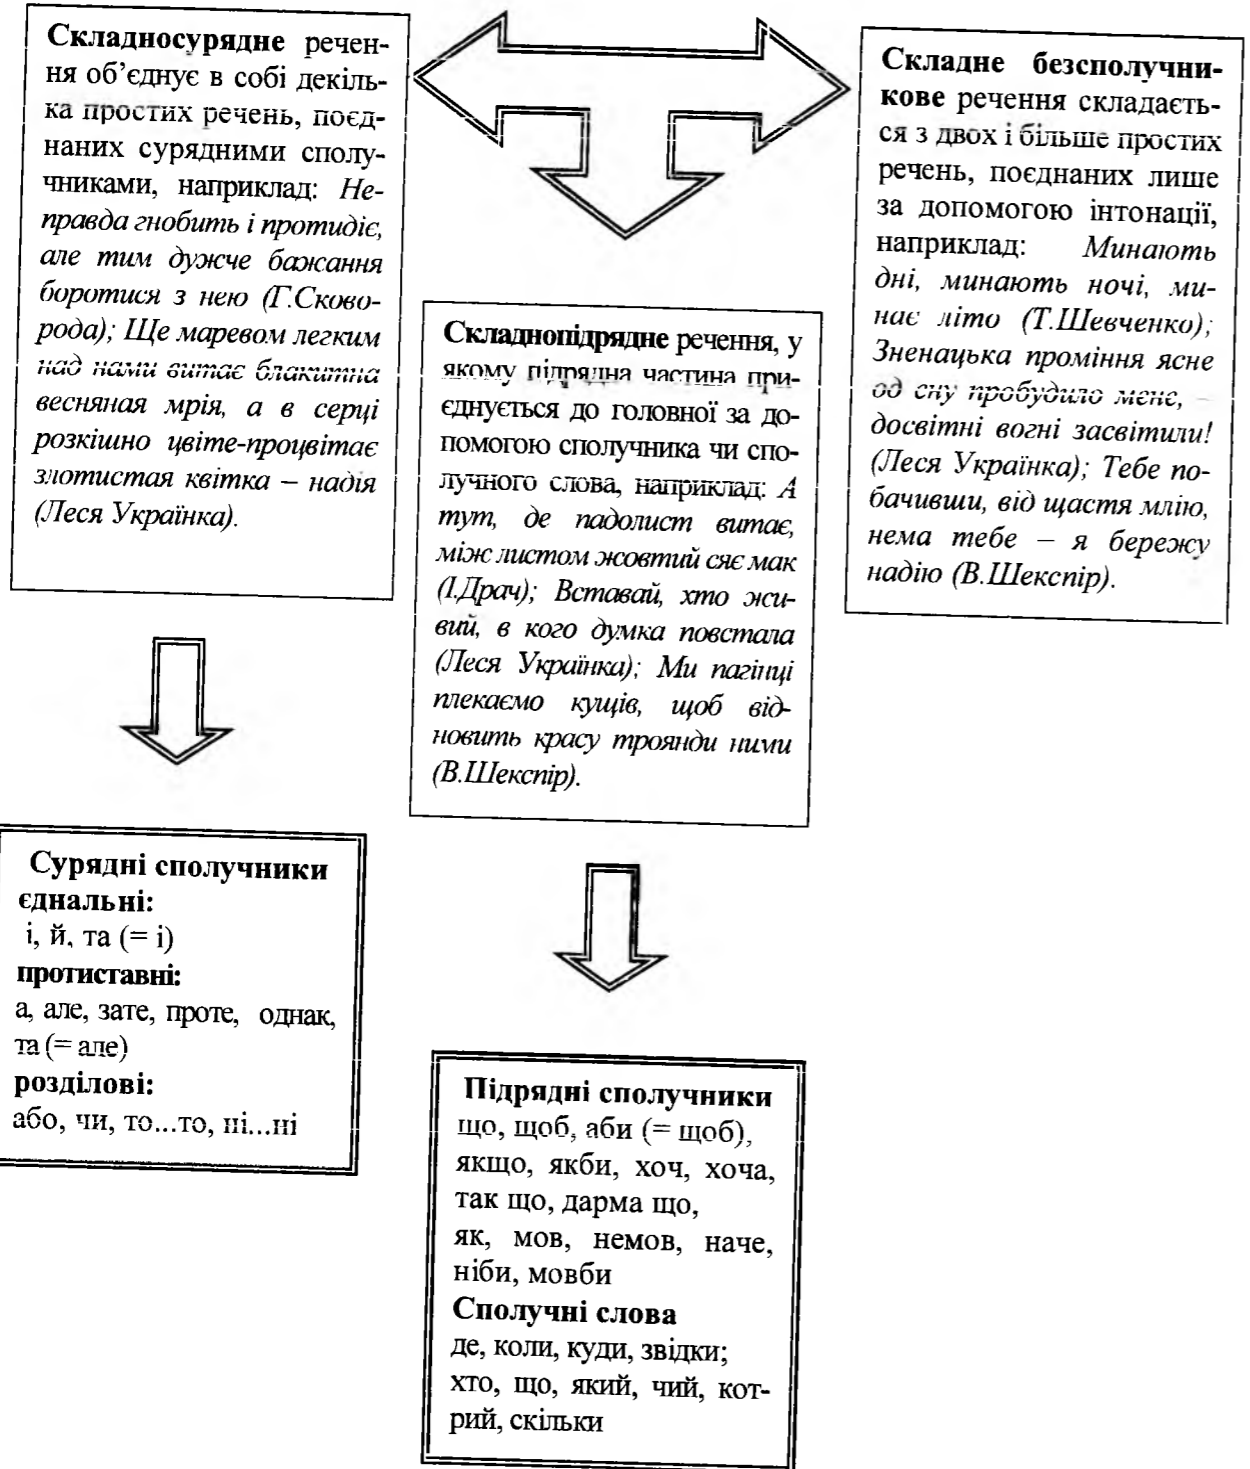 Складносурядне речен-
ня об’єднує в собі декіль-
ка простих речень, поєд-
наних сурядними сполу-
чниками, наприклад: Не-
правда гнобить і протидіє,
але тим дужче бажання
боротися з нею (Г.Сково-
рода); Ще маревом легким
над нами витає блакитна
весняная мрія, а в серці
розкішно цвіте-процвітає
злотистая квітка – надія
(Леся Українка).
Складнопідрядне речення, у
якому підрядна частина при-
єднується до головної за до-
помогою сполучника чи спо-
лучного слова, наприклад: А
тут, де падолист витає,
між листом жовтий сяє мак
(І.Драч); Вставай, хто жи-
вий, в кого думка повстала
(Леся Українка); Ми пагінці
плекаємо кущів, щоб від-
новить красу троянди ними
(В.Шекспір).
Складне безсполучни-
кове речення складаєть-
ся з двох і більше простих
речень, поєднаних лише
за допомогою інтонації,
наприклад: Минають
дні, минають ночі, ми-
нає літо (Т.Шевченко);
Зненацька проміння ясне
од сну пробудило мене, –
досвітні вогні засвітили!
(Леся Українка); Тебе по-
бачивши, від щастя млію,
нема тебе – я бережу
надію (В.Шекспір).
Сурядні сполучники
єднальні:
і, й, та (= і)
протиставні:
а, але, зате, проте, однак,
та (= але)
розділові:
або, чи, то...то, ні...ні
Підрядні сполучники
що, щоб, аби (= щоб),
якщо, якби, хоч, хоча,
так що, дарма що,
як, мов, немов, наче,
ніби, мовби
Сполучні слова
де, коли, куди, звідки;
хто, що, який, чий, кот-
рий, скільки